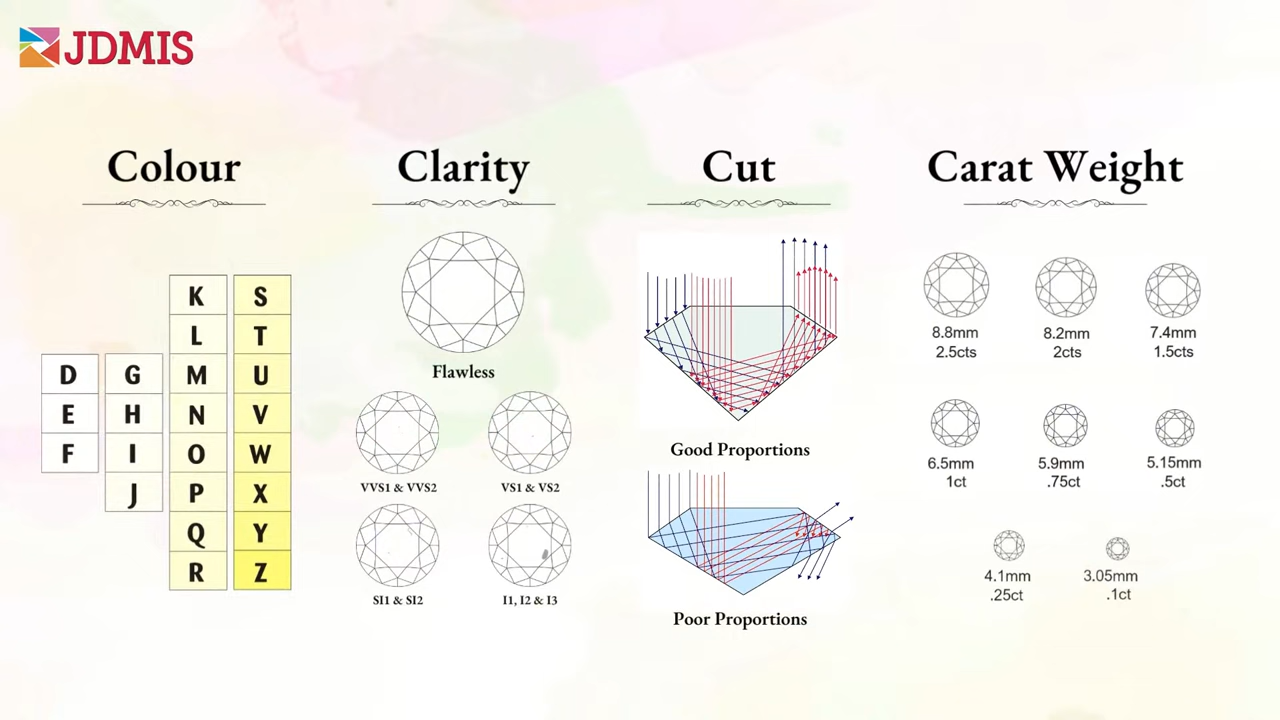 JDMIS
Colour
D
E
F
G
H
I
J
K
L
M
N
O
P
Q
R
S
T
U
V
W
X
Y
Z
Clarity
Flawless
VVS1 & VVS2
VS1 & VS2
SI1 & SI2
I1, I2 & I3
Cut
Good Proportions
Poor Proportions
Carat Weight
8.8mm
2.5cts
8.2mm
2cts
7.4mm
1.5cts
6.5mm
1ct
5.9mm
.75ct
5.15mm
.5ct
4.1mm
.25ct
3.05mm
.1ct